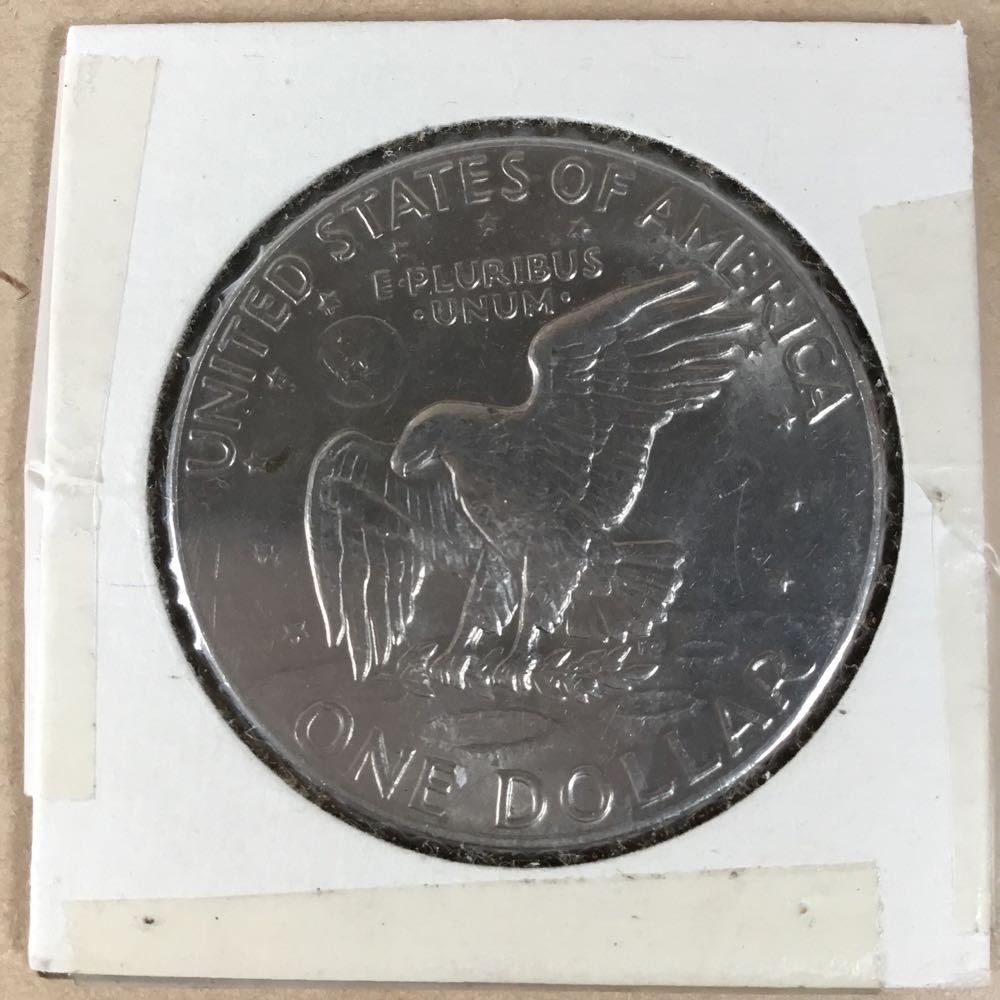 UNITED STATES OF AMERICA
E·PLURIBUS
·UNUM·
ONE DOLLAR